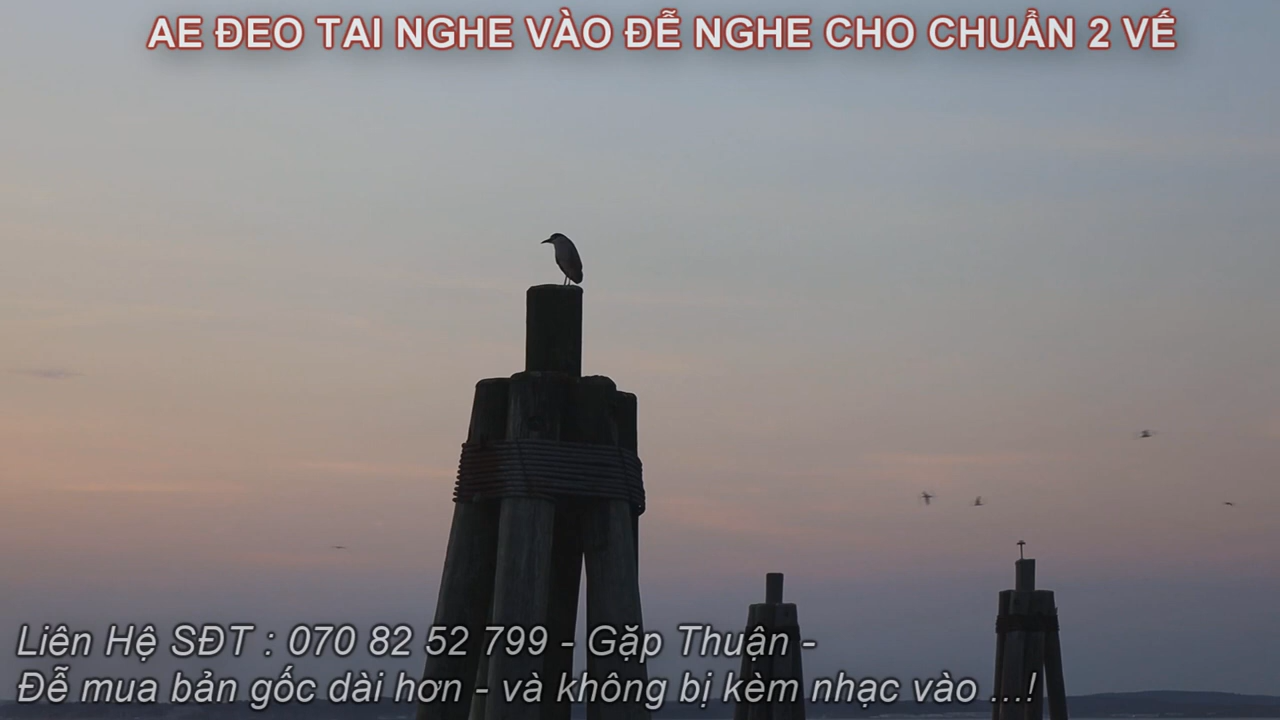 AE ĐEO TAI NGHE VÀO ĐỄ NGHE CHO CHUẨN 2 VẾ
Liên Hệ SĐT : 070 82 52 799 - Gặp Thuận -
Đễ mua bản gốc dài hơn - và không bị kèm nhạc vào ...!